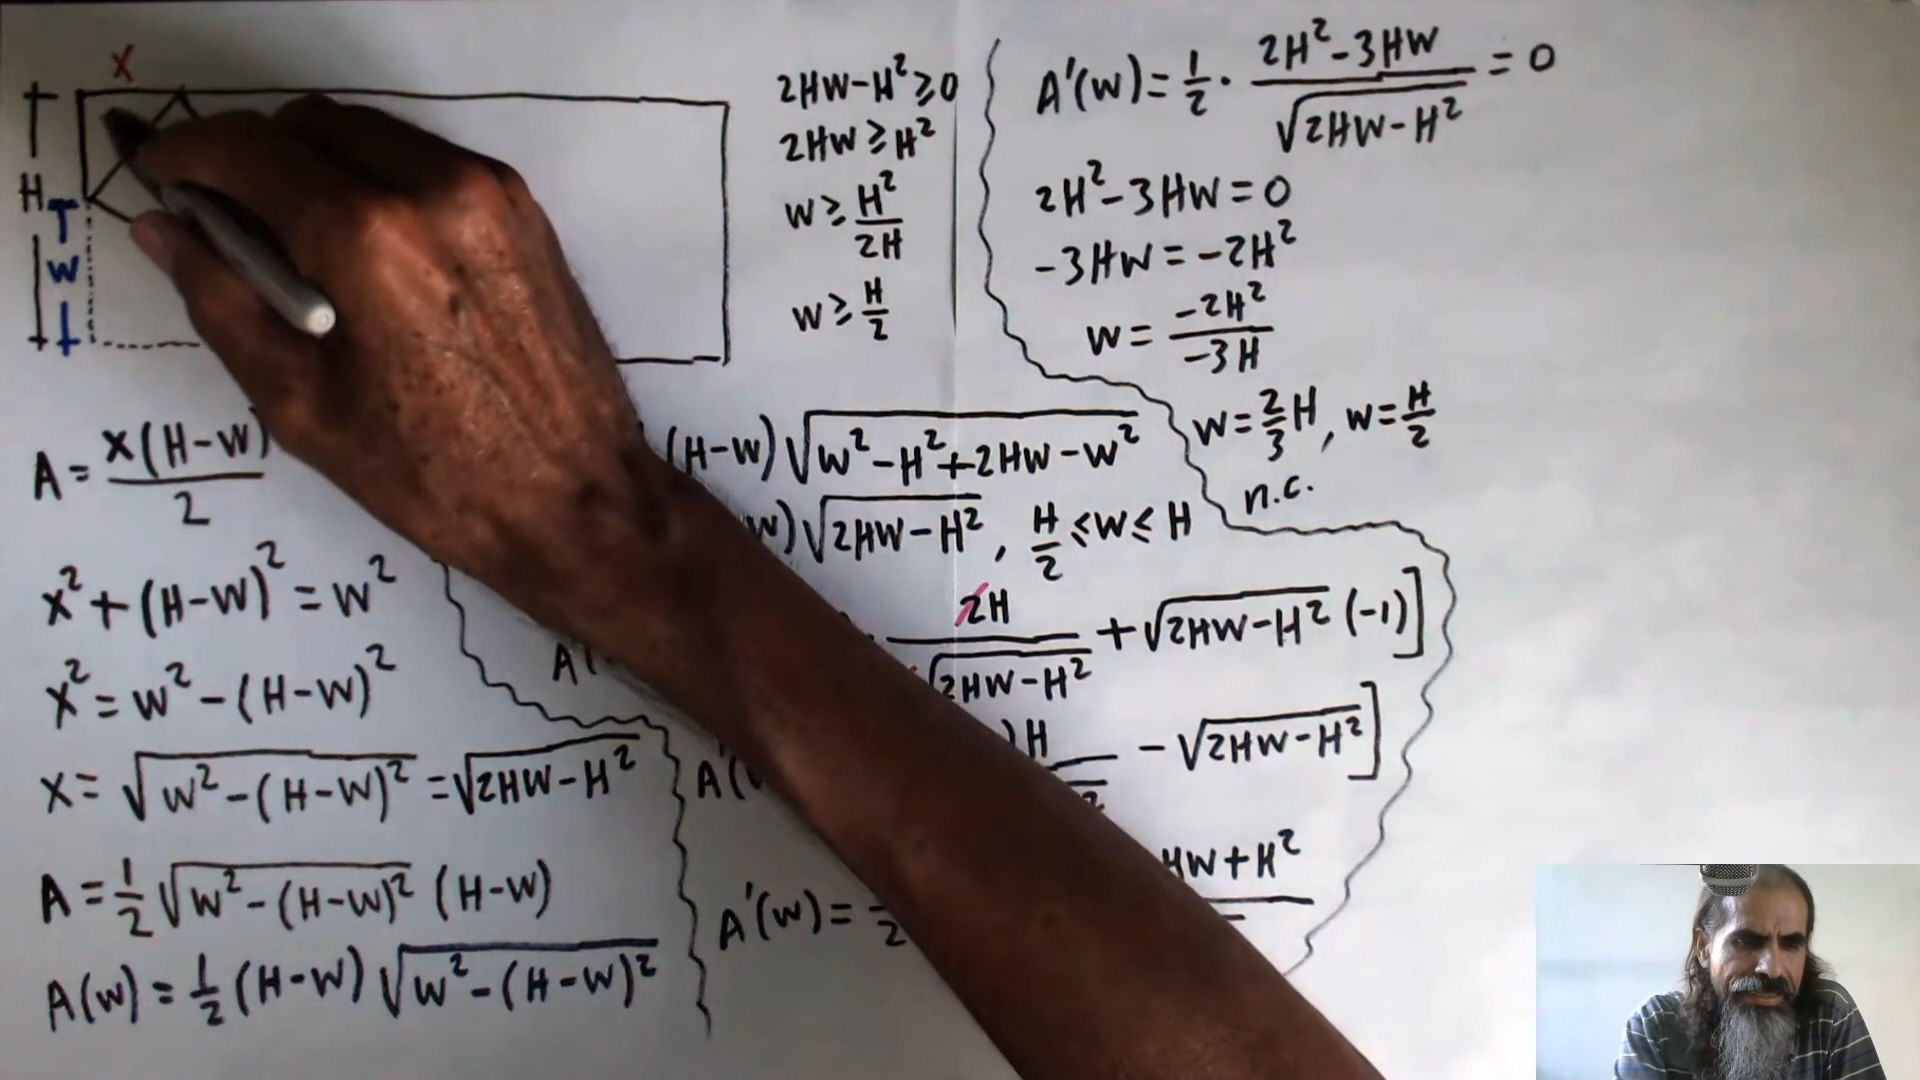 X
H
W
A = x(H-W)/2
x² + (H-W)² = W²
x² = W² - (H-W)²
x = √(W² - (H-W)²) = √(2HW - H²)
A = 1/2 √(W² - (H-W)²) (H-W)
A(W) = 1/2 (H-W) √(W² - (H-W)²)
2HW - H² ≥ 0
2HW ≥ H²
W ≥ H²/2H
W ≥ H/2
(H-W) √(W² - H² + 2HW - W²)
W) √(2HW - H²), H/2 ≤ W ≤ H
A'(
2H/√(2HW - H²) + √(2HW - H²) (-1)]
A'(
)H
- √(2HW - H²)]
A'(W) =
2
HW + H²
A'(W) = 1/2 · (2H² - 3HW)/√(2HW - H²) = 0
2H² - 3HW = 0
-3HW = -2H²
W = -2H²/-3H
W = 2/3 H, W = H/2
n.c.